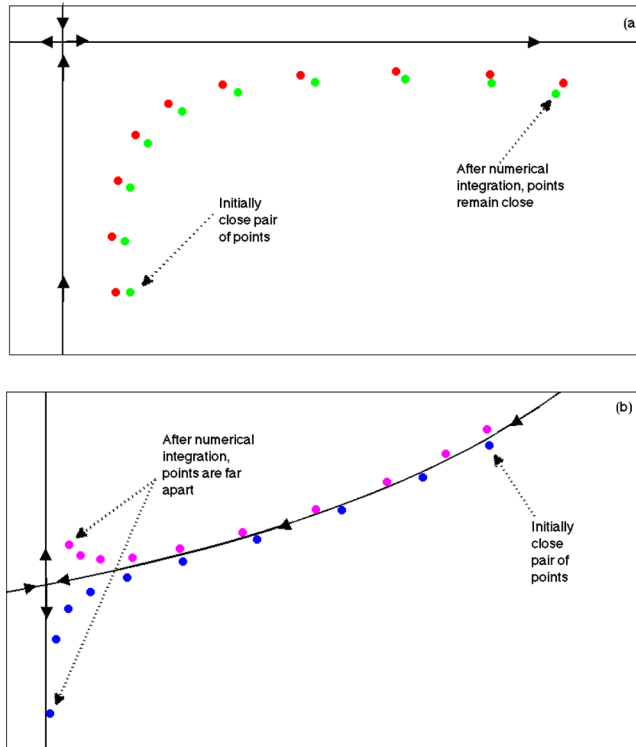 (a
After numerical
integration, points
remain close
Initially
close pair
of points
(b)
After numerical
integration,
points are far
apart
Initially
close
pair of
points